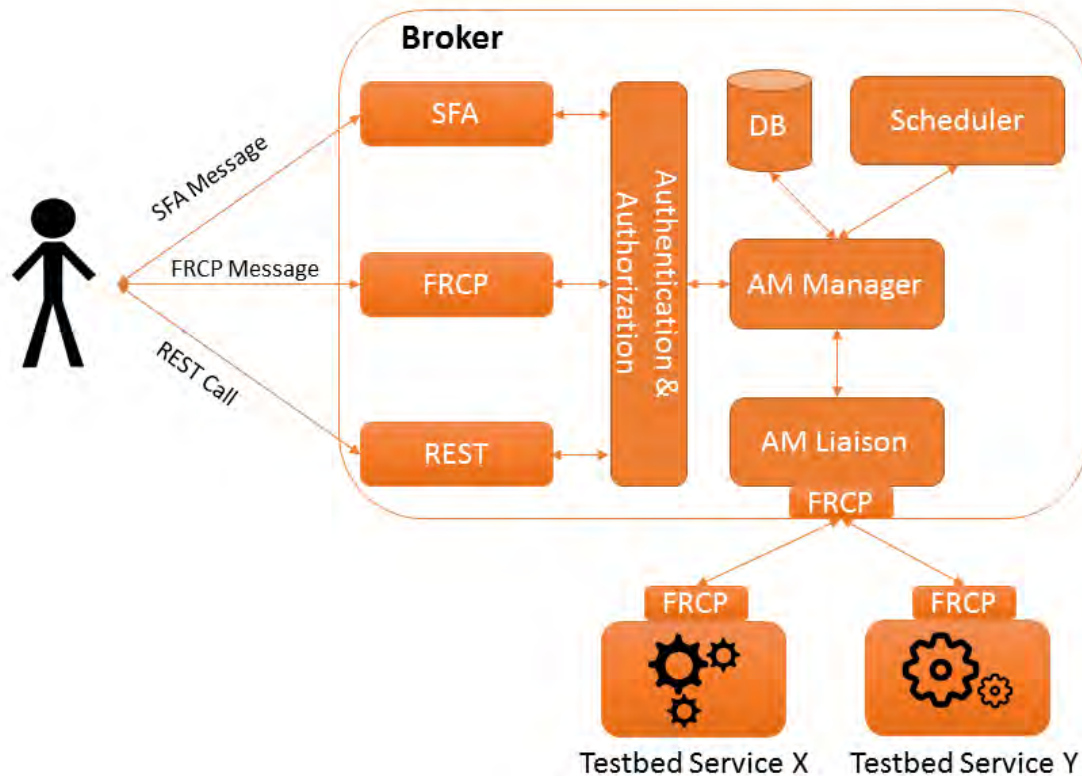 Broker
SFA
DB
Scheduler
SFA Message
Authentication &
Authorization
FRCP Message
FRCP
AM Manager
REST Call
REST
AM Liaison
FRCP
FRCP
FRCP
Testbed Service X
Testbed Service Y